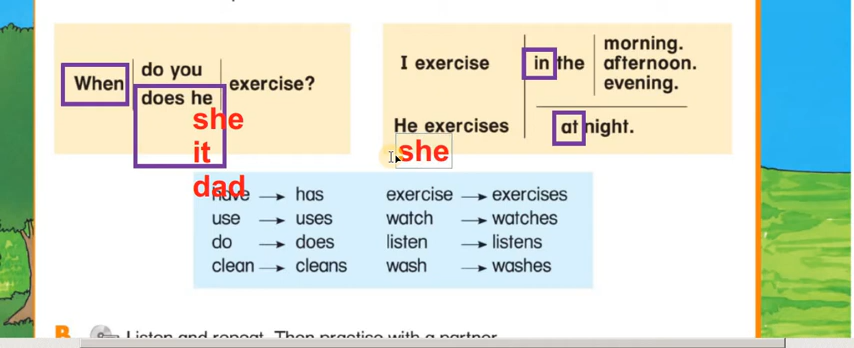 When do you exercise?
does he
she
it
dad
I exercise in the morning.
afternoon.
evening.
He exercises at night.
she
have → has
use → uses
do → does
clean → cleans
exercise → exercises
watch → watches
listen → listens
wash → washes
B Listen and repeat. Then practise with a partner.